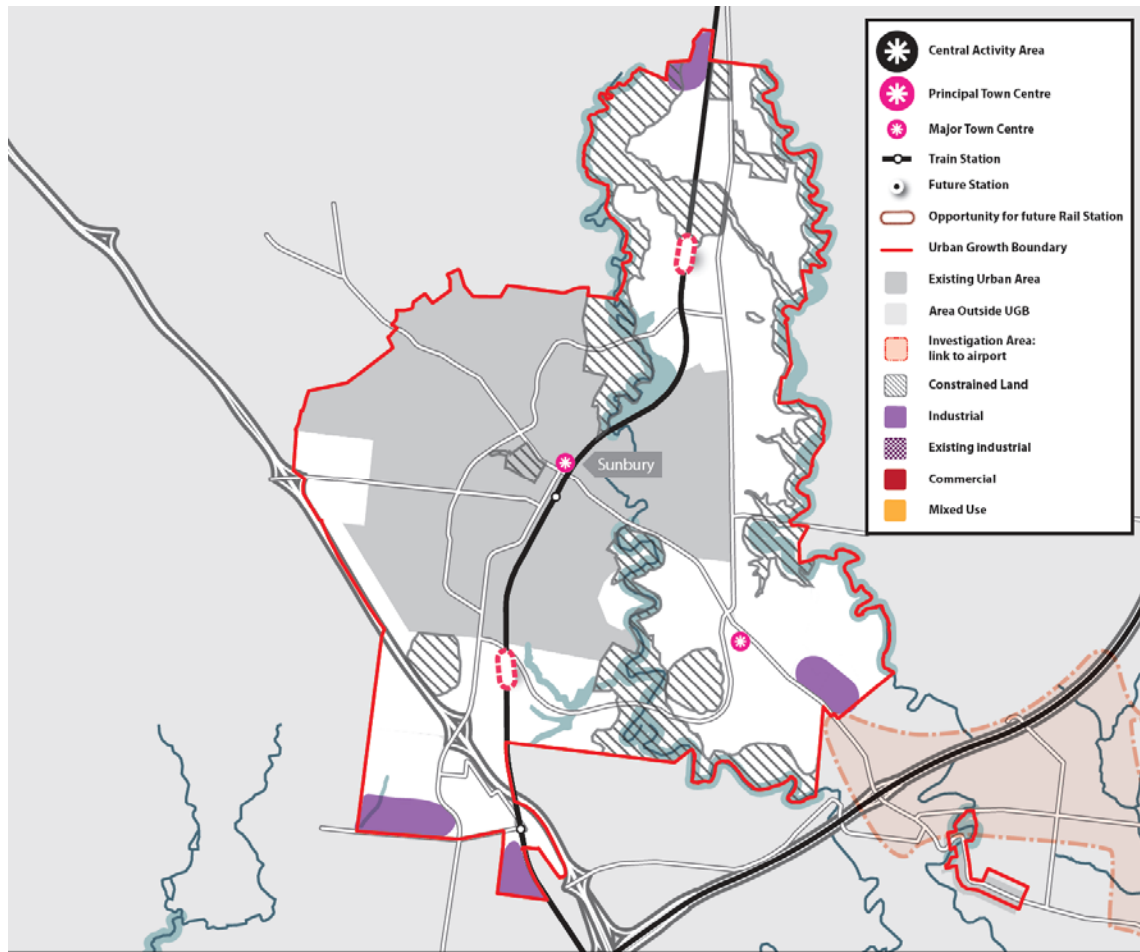 Central Activity Area
Principal Town Centre
Major Town Centre
Train Station
Future Station
Opportunity for future Rail Station
Urban Growth Boundary
Existing Urban Area
Area Outside UGB
Investigation Area:
link to airport
Constrained Land
Industrial
Existing Industrial
Commercial
Mixed Use
Sunbury